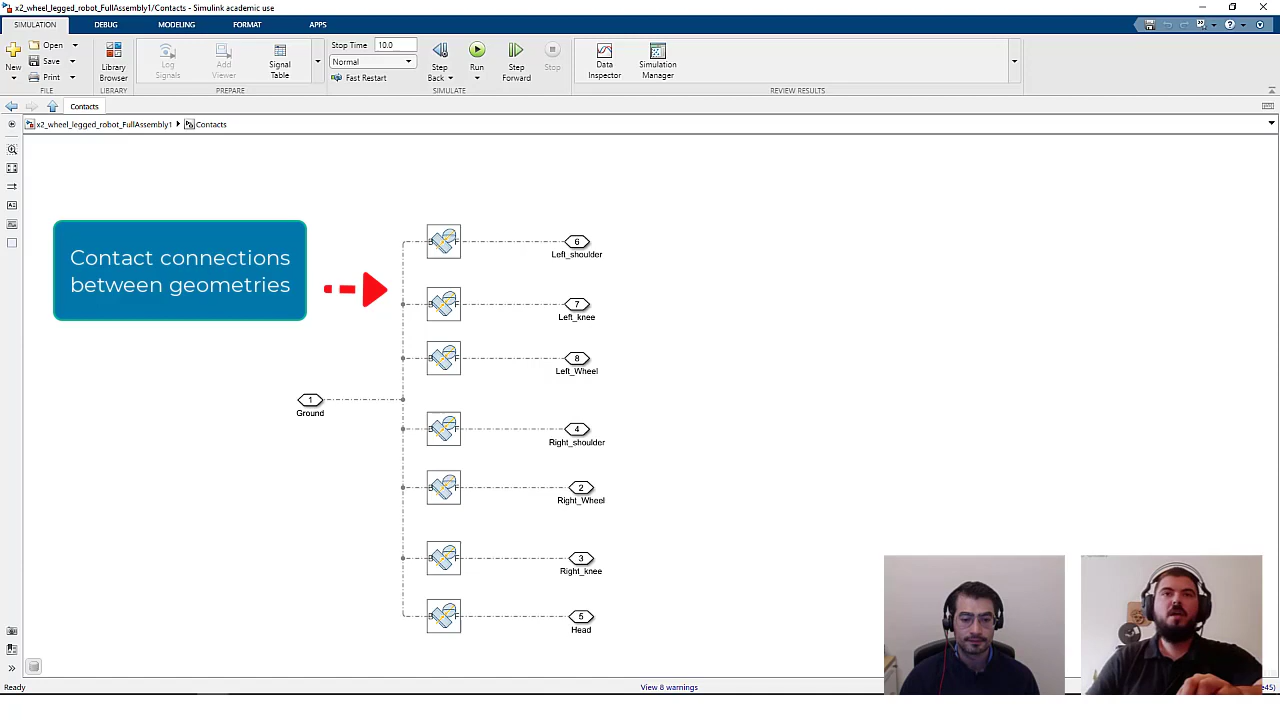 x2_wheel_legged_robot_FullAssembly1/Contacts - Simulink academic use
SIMULATION
DEBUG
MODELING
FORMAT
APPS
New
Open
Save
Print
FILE
Library
Browser
LIBRARY
Log
Signals
Add
Viewer
Signal
Table
PREPARE
Stop Time
10.0
Normal
Fast Restart
Step
Back
Run
Step
Forward
Stop
SIMULATE
Data
Inspector
Simulation
Manager
REVIEW RESULTS
Contacts
x2_wheel_legged_robot_FullAssembly1
Contacts
Contact connections
between geometries
B F
6
Left_shoulder
B F
7
Left_knee
B F
8
Left_Wheel
1
Ground
B F
4
Right_shoulder
B F
2
Right_Wheel
B F
3
Right_knee
B F
5
Head
Ready
View 8 warnings
e45)